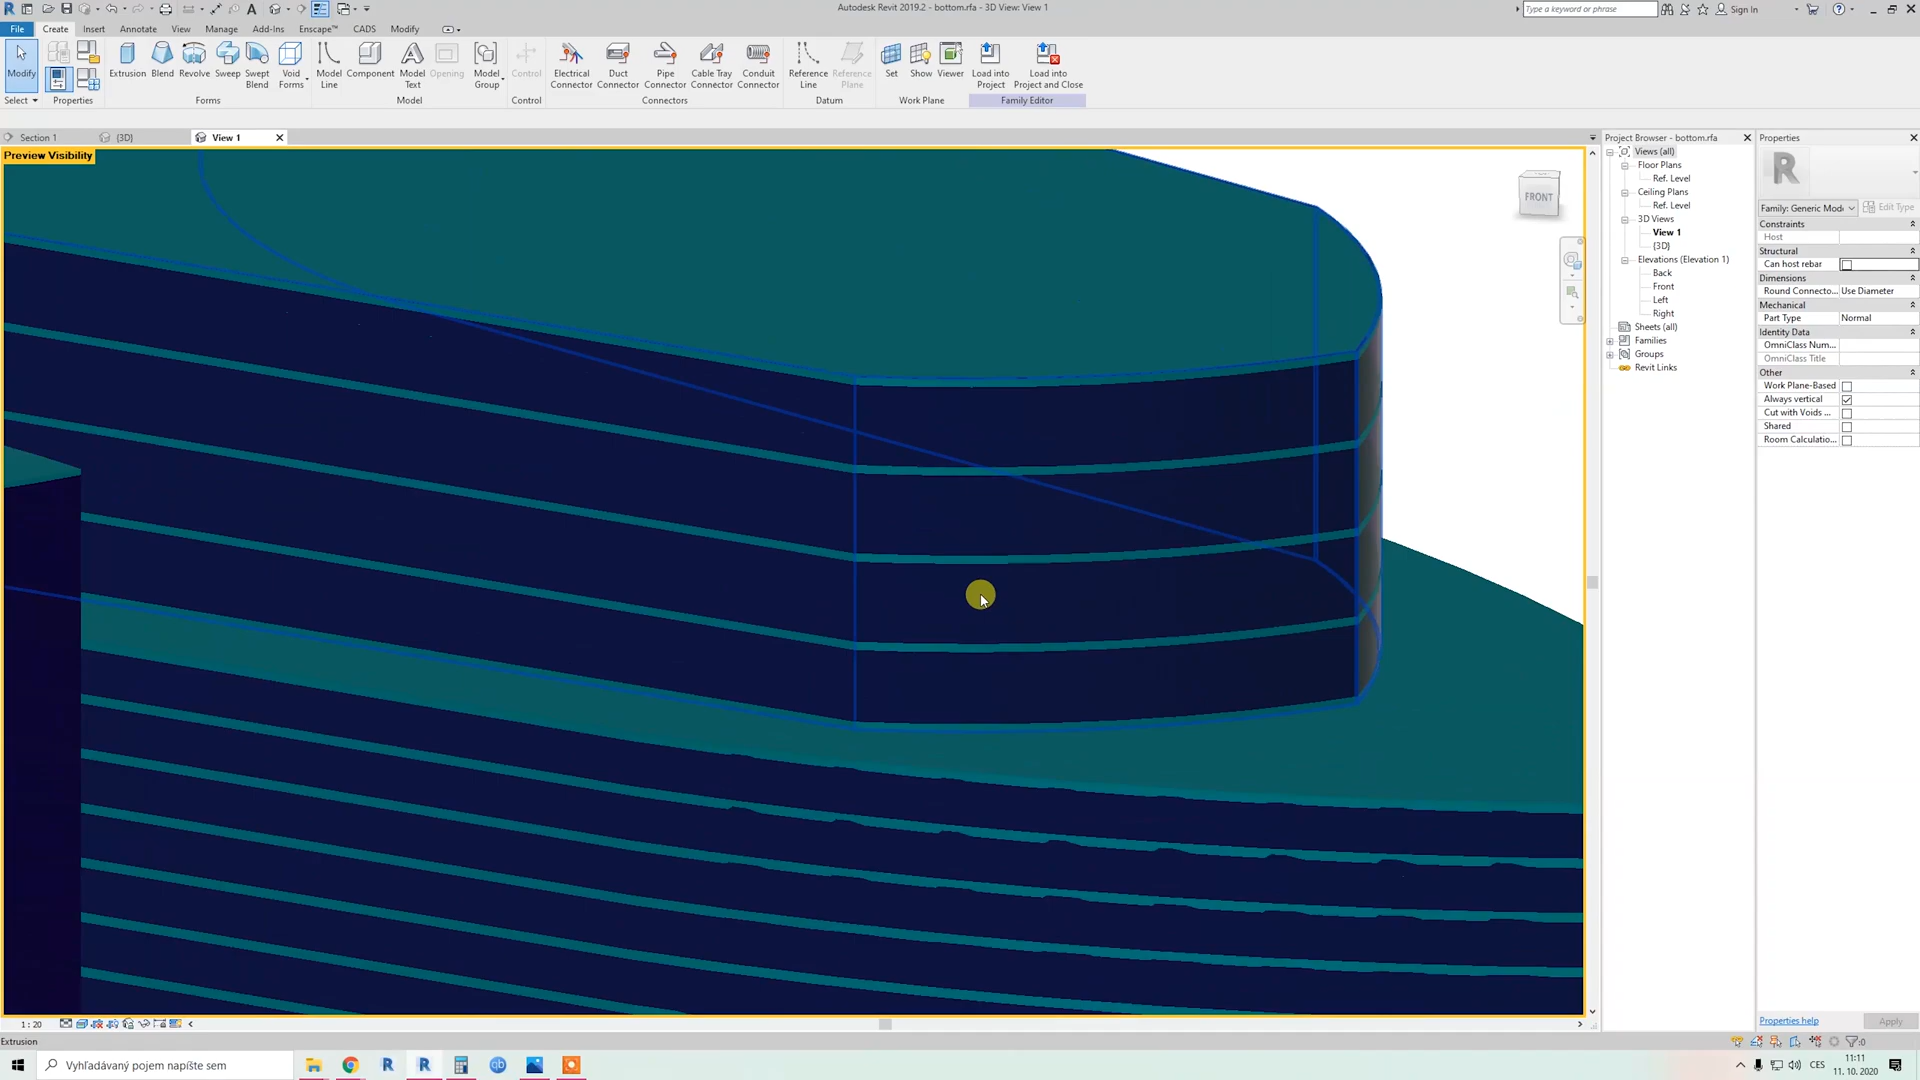 Autodesk Revit 2019.2 - bottom.rfa - 3D View: View 1
Type a keyword or phrase
Sign In
File Create Insert Annotate View Manage Add-Ins Enscape™ CADS Modify
Modify
Extrusion Blend Revolve Sweep Swept Blend Void Forms
Model Line Component Model Text Opening Model Group
Control
Electrical Connector Duct Connector Pipe Connector Cable Tray Connector Conduit Connector
Reference Line Reference Plane
Set Show Viewer
Load into Project Load into Project and Close
Select Properties Forms Model Control Connectors Datum Work Plane Family Editor
Section 1 {3D} View 1
Preview Visibility
FRONT
Project Browser - bottom.rfa
Views (all)
Floor Plans
Ref. Level
Ceiling Plans
Ref. Level
3D Views
View 1
{3D}
Elevations (Elevation 1)
Back
Front
Left
Right
Sheets (all)
Families
Groups
Revit Links
Properties
R
Family: Generic Mode Edit Type
Constraints
Host
Structural
Can host rebar
Dimensions
Round Connecto... Use Diameter
Mechanical
Part Type Normal
Identity Data
OmniClass Num...
OmniClass Title
Other
Work Plane-Based
Always vertical
Cut with Voids ...
Shared
Room Calculatio...
Properties help Apply
1 : 20
Extrusion
:0
Vyhľadávaný pojem napíšte sem
CES
11:11
11. 10. 2020